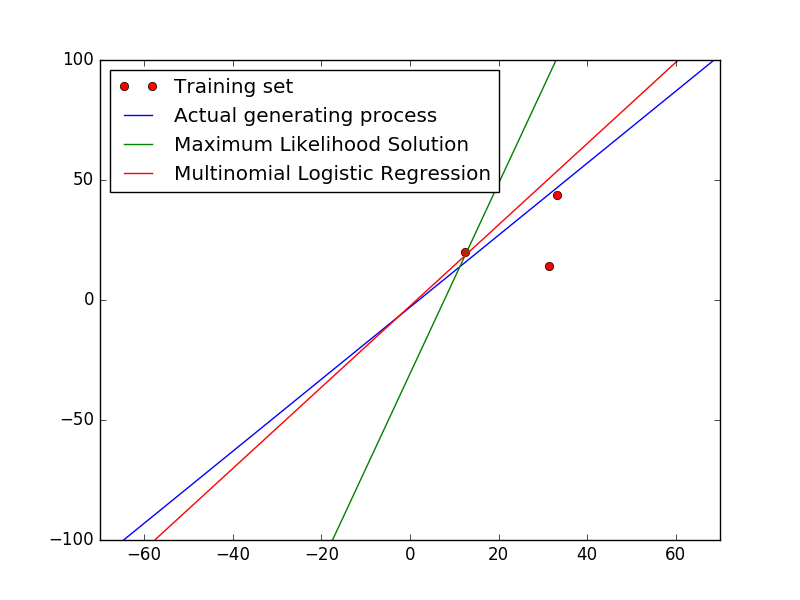 Training set
Actual generating process
Maximum Likelihood Solution
Multinomial Logistic Regression
100
50
0
−50
−100
−60 −40 −20 0 20 40 60